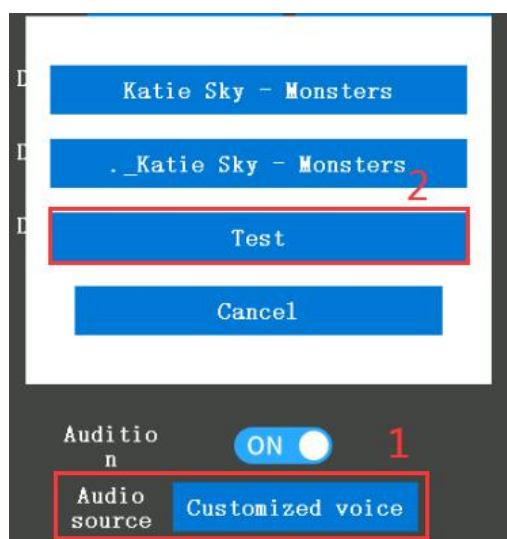 D
Katie Sky - Monsters
D
._Katie Sky - Monsters
2
D
Test
Cancel
Auditio
n
ON
1
Audio
source
Customized voice